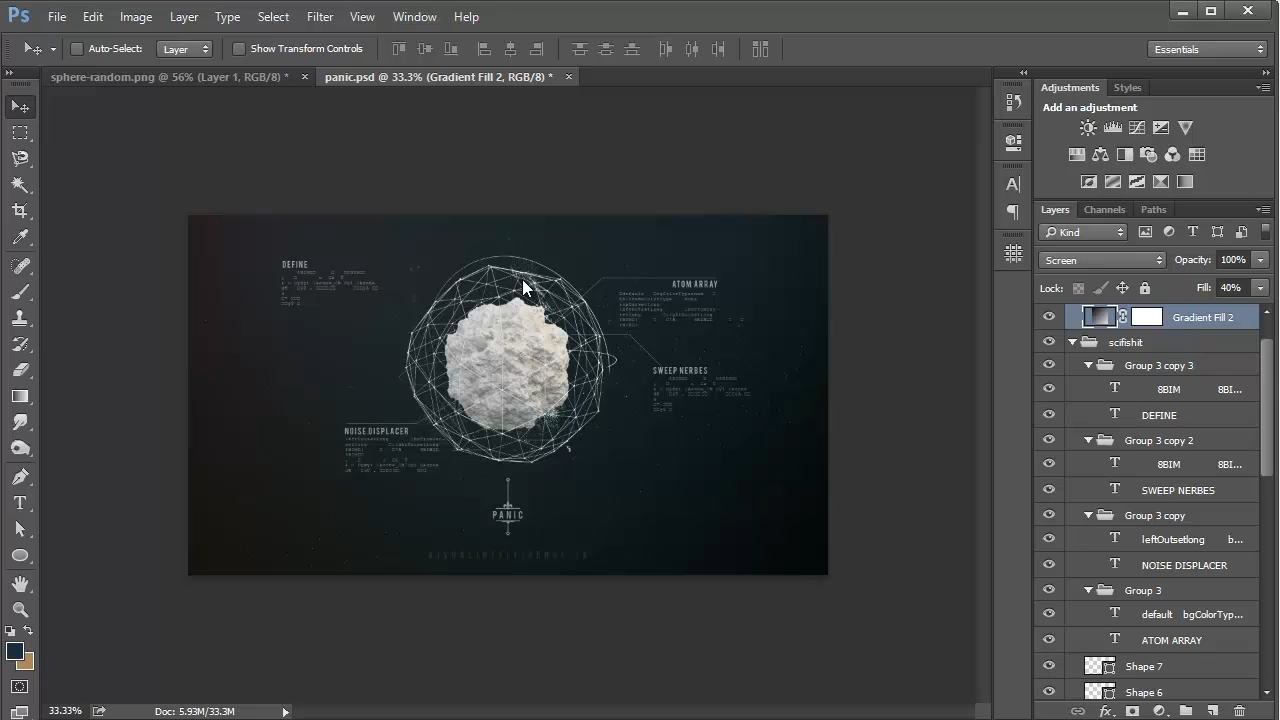 Ps File Edit Image Layer Type Select Filter View Window Help
Auto-Select: Layer Show Transform Controls Essentials
sphere-random.png @ 56% (Layer 1, RGB/8) * × panic.psd @ 33.3% (Gradient Fill 2, RGB/8) * ×
Adjustments Styles
Add an adjustment
Layers Channels Paths
Kind
Screen Opacity: 100%
Lock: Fill: 40%
Gradient Fill 2
scifishit
Group 3 copy 3
8BIM 8BI...
DEFINE
Group 3 copy 2
8BIM 8BI...
SWEEP NERBES
Group 3 copy
leftOutsetlong b...
NOISE DISPLACER
Group 3
default bgColorTyp...
ATOM ARRAY
Shape 7
Shape 6
DEFINE
ATOM ARRAY
SWEEP NERBES
NOISE DISPLACER
PANIC
33.33% Doc: 5.93M/33.3M